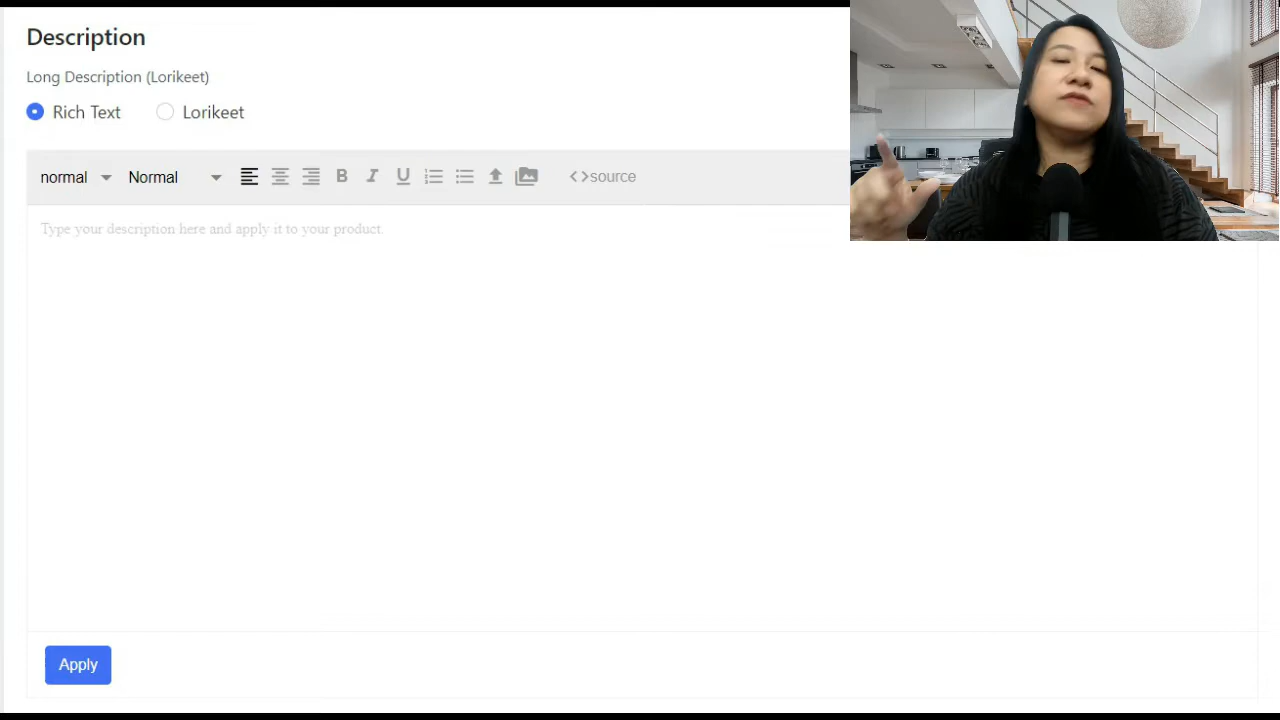 Description
Long Description (Lorikeet)
Rich Text Lorikeet
normal Normal B I U <>source
Type your description here and apply it to your product.
Apply